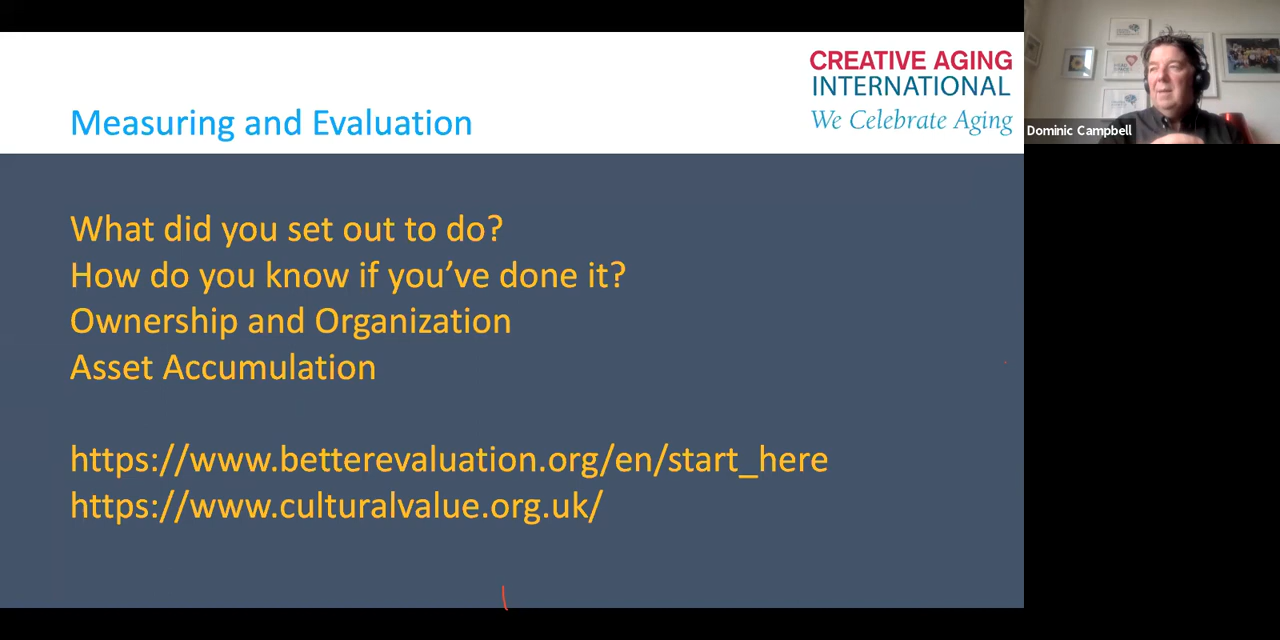 CREATIVE AGING
INTERNATIONAL
We Celebrate Aging
Measuring and Evaluation
What did you set out to do?
How do you know if you’ve done it?
Ownership and Organization
Asset Accumulation
https://www.betterevaluation.org/en/start_here
https://www.culturalvalue.org.uk/
Dominic Campbell